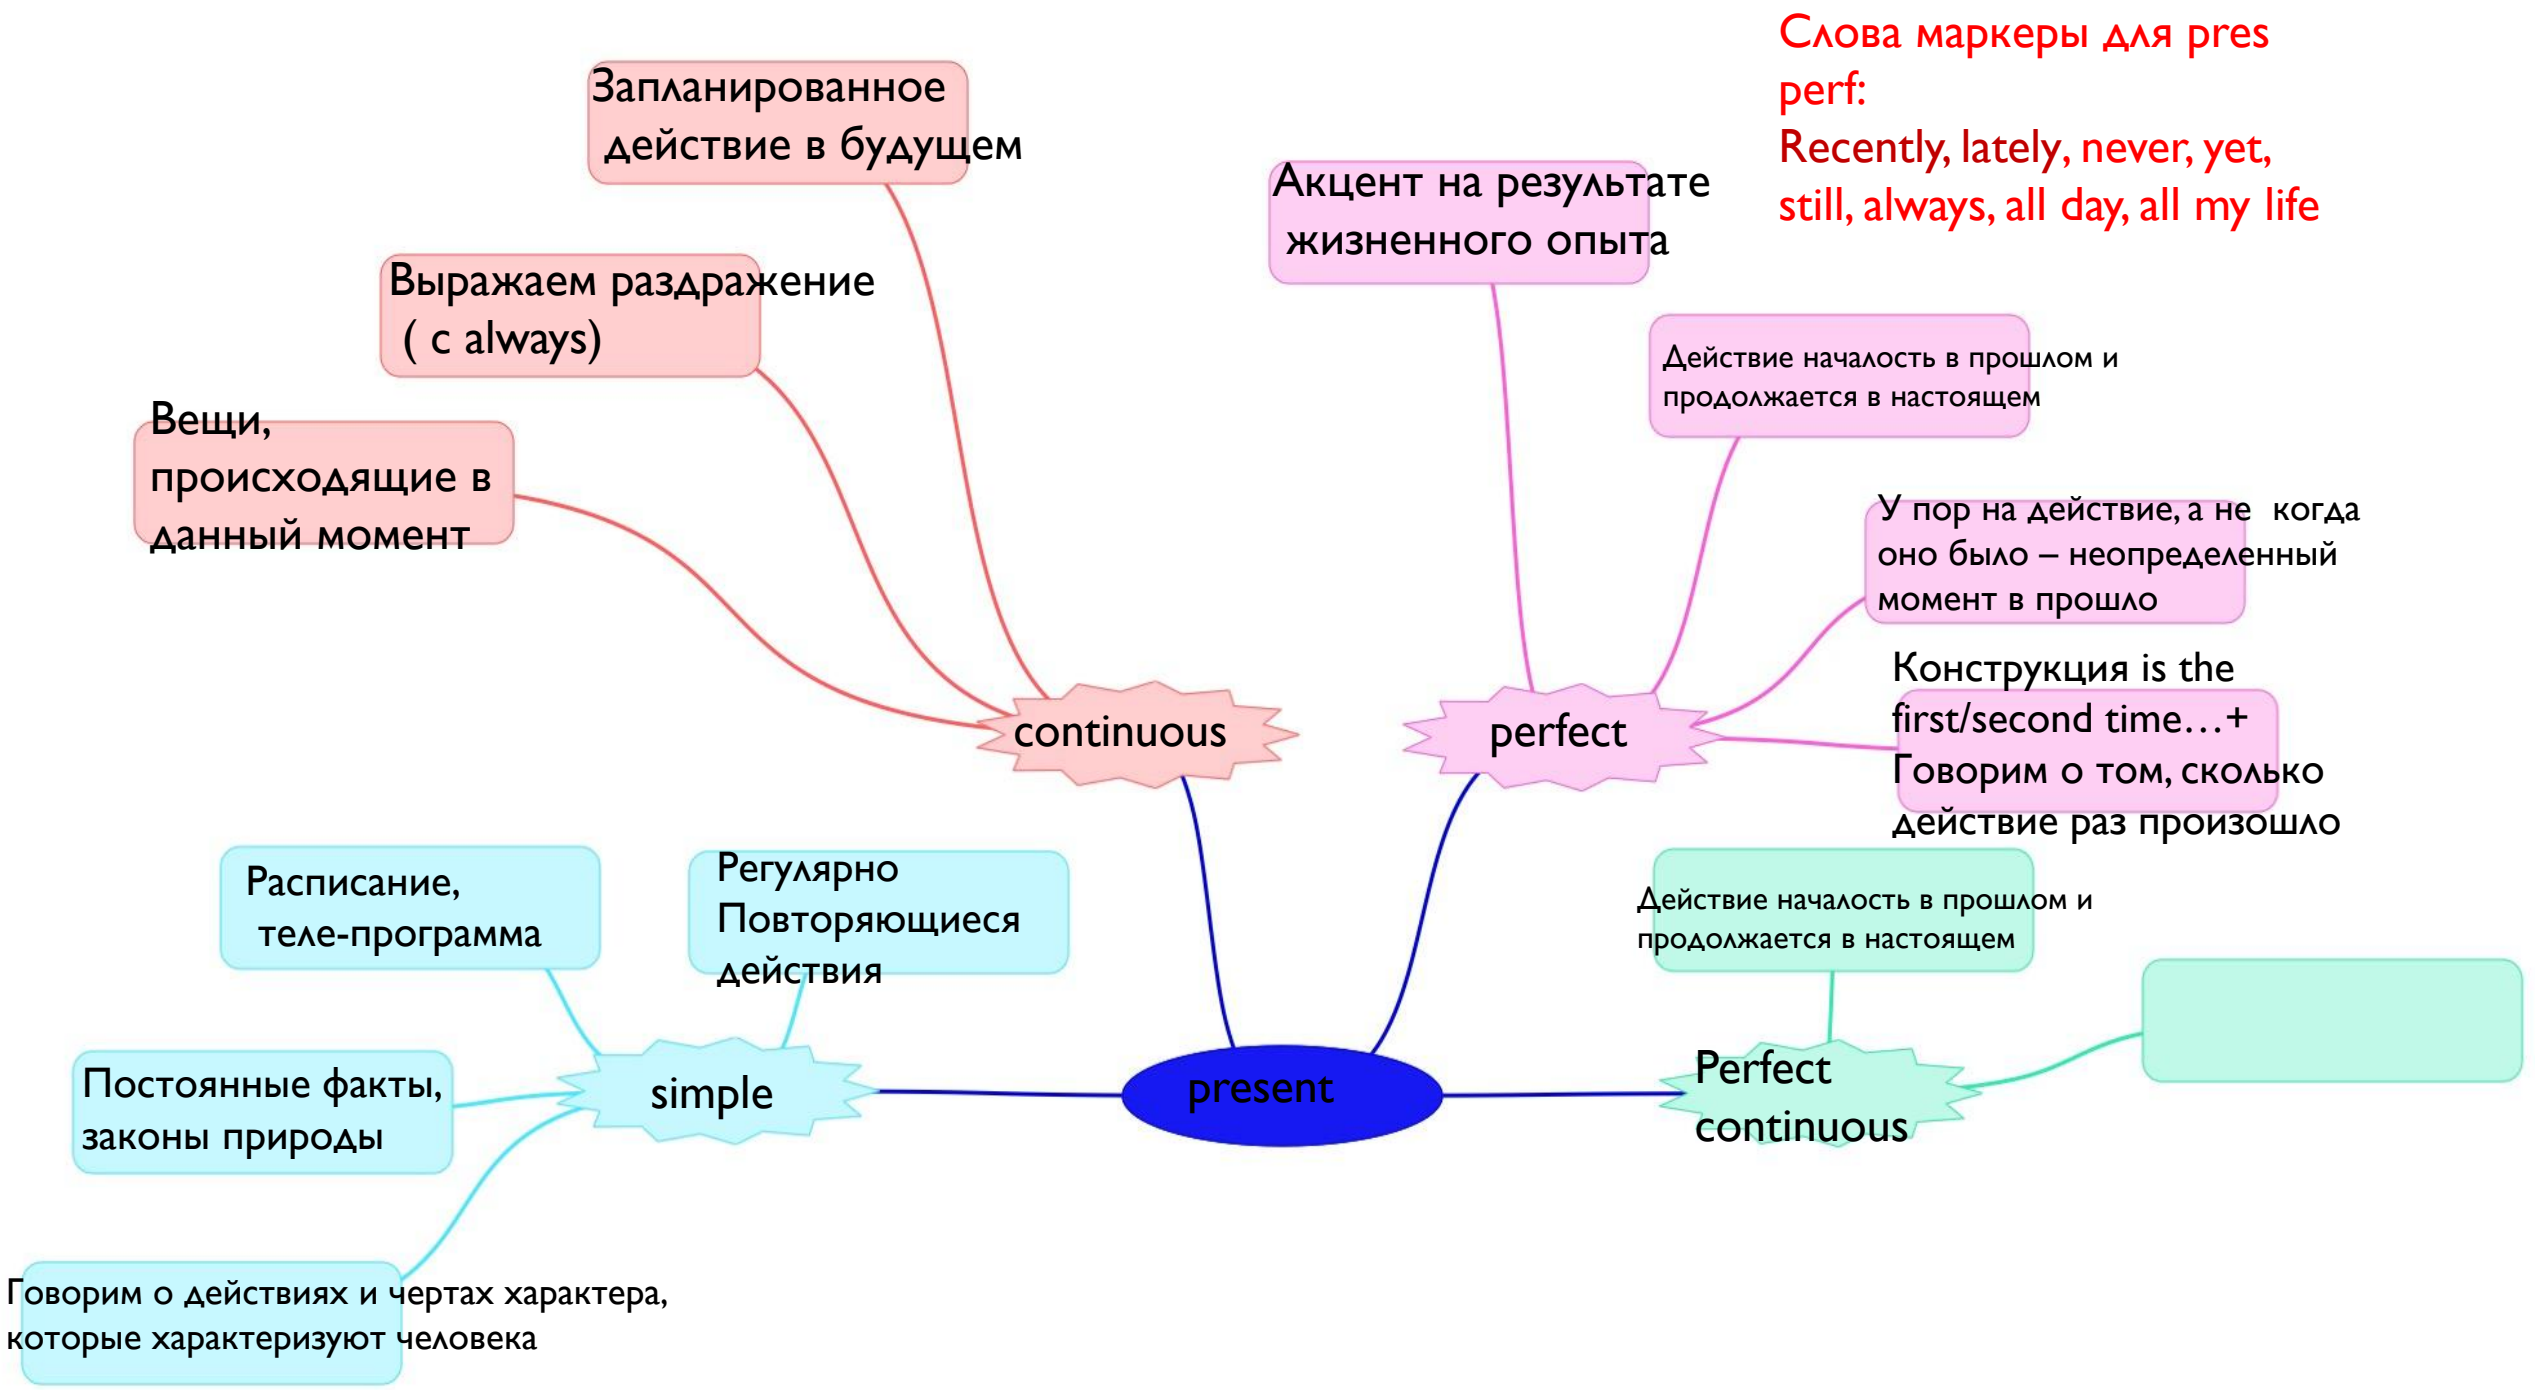 Слова маркеры для pres
perf:
Recently, lately, never, yet,
still, always, all day, all my life
Запланированное
действие в будущем
Акцент на результате
жизненного опыта
Выражаем раздражение
( с always)
Действие началость в прошлом и
продолжается в настоящем
Вещи,
происходящие в
данный момент
У пор на действие, а не когда
оно было – неопределенный
момент в прошло
Конструкция is the
first/second time…+
Говорим о том, сколько
действие раз произошло
continuous
perfect
Расписание,
теле-программа
Регулярно
Повторяющиеся
действия
Действие началость в прошлом и
продолжается в настоящем
Постоянные факты,
законы природы
simple
present
Perfect
continuous
Говорим о действиях и чертах характера,
которые характеризуют человека